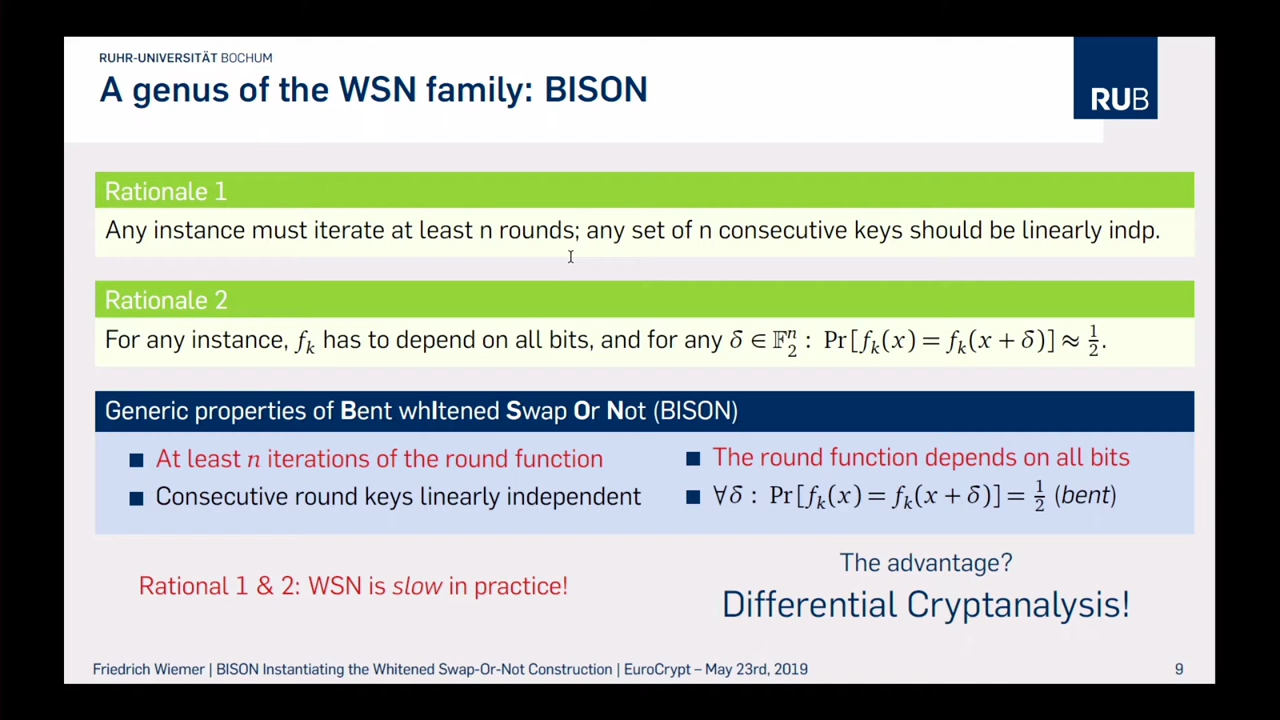 RUHR-UNIVERSITÄT BOCHUM
A genus of the WSN family: BISON
RUB
Rationale 1
Any instance must iterate at least n rounds; any set of n consecutive keys should be linearly indp.
Rationale 2
For any instance, fₖ has to depend on all bits, and for any δ ∈ 𝔽₂ⁿ : Pr[fₖ(x) = fₖ(x + δ)] ≈ 1/2.
Generic properties of Bent whItened Swap Or Not (BISON)
■ At least n iterations of the round function
■ Consecutive round keys linearly independent
■ The round function depends on all bits
■ ∀δ : Pr[fₖ(x) = fₖ(x + δ)] = 1/2 (bent)
Rational 1 & 2: WSN is slow in practice!
The advantage?
Differential Cryptanalysis!
Friedrich Wiemer | BISON Instantiating the Whitened Swap-Or-Not Construction | EuroCrypt – May 23rd, 2019
9